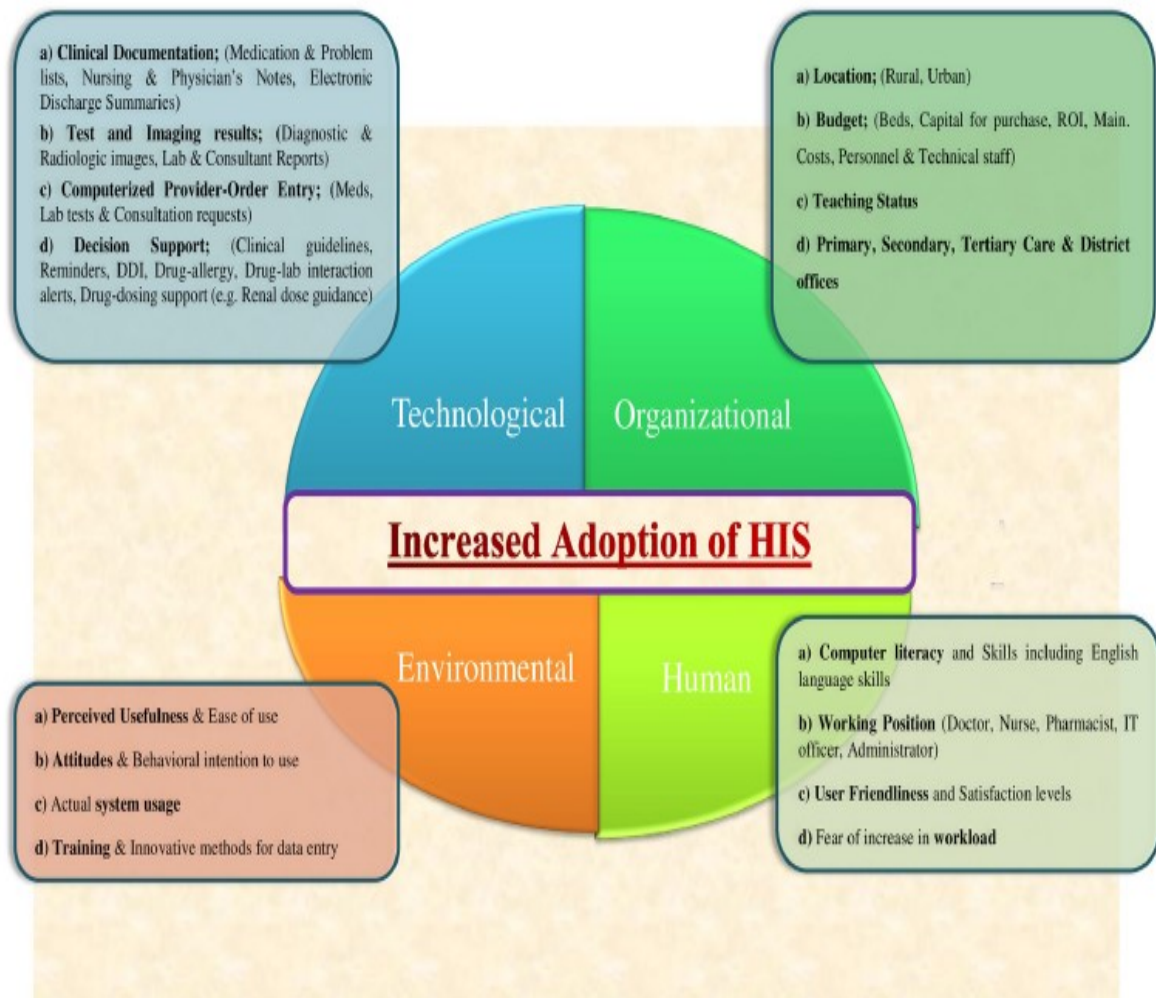 a) Clinical Documentation; (Medication & Problem
lists, Nursing & Physician's Notes, Electronic
Discharge Summaries)
b) Test and Imaging results; (Diagnostic &
Radiologic images, Lab & Consultant Reports)
c) Computerized Provider-Order Entry; (Meds,
Lab tests & Consultation requests)
d) Decision Support; (Clinical guidelines,
Reminders, DDI, Drug-allergy, Drug-lab interaction
alerts, Drug-dosing support (e.g. Renal dose guidance)
a) Location; (Rural, Urban)
b) Budget; (Beds, Capital for purchase, ROI, Main.
Costs, Personnel & Technical staff)
c) Teaching Status
d) Primary, Secondary, Tertiary Care & District
offices
Technological
Organizational
Increased Adoption of HIS
Environmental
Human
a) Perceived Usefulness & Ease of use
b) Attitudes & Behavioral intention to use
c) Actual system usage
d) Training & Innovative methods for data entry
a) Computer literacy and Skills including English
language skills
b) Working Position (Doctor, Nurse, Pharmacist, IT
officer, Administrator)
c) User Friendliness and Satisfaction levels
d) Fear of increase in workload